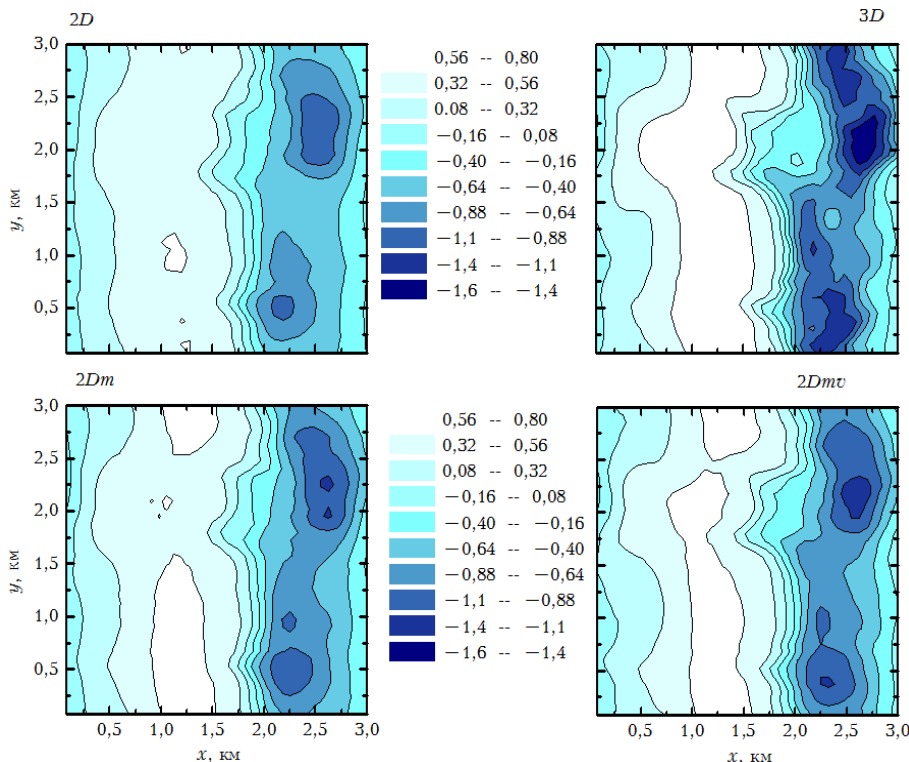 2D
3D
3,0
2,5
2,0
1,5
1,0
0,5
y, км
0,56 -- 0,80
0,32 -- 0,56
0,08 -- 0,32
−0,16 -- 0,08
−0,40 -- −0,16
−0,64 -- −0,40
−0,88 -- −0,64
−1,1 -- −0,88
−1,4 -- −1,1
−1,6 -- −1,4
2Dm
2Dmv
3,0
2,5
2,0
1,5
1,0
0,5
y, км
0,56 -- 0,80
0,32 -- 0,56
0,08 -- 0,32
−0,16 -- 0,08
−0,40 -- −0,16
−0,64 -- −0,40
−0,88 -- −0,64
−1,1 -- −0,88
−1,4 -- −1,1
−1,6 -- −1,4
0,5 1,0 1,5 2,0 2,5 3,0
x, км
0,5 1,0 1,5 2,0 2,5 3,0
x, км